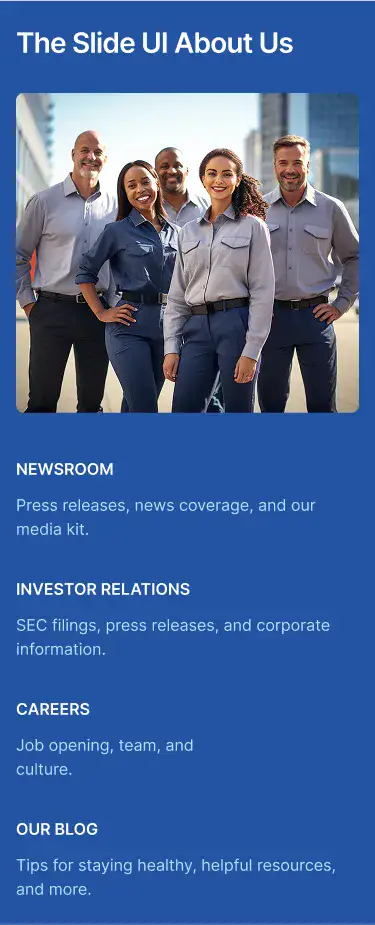 The Slide UI About Us
NEWSROOM
Press releases, news coverage, and our
media kit.
INVESTOR RELATIONS
SEC filings, press releases, and corporate
information.
CAREERS
Job opening, team, and
culture.
OUR BLOG
Tips for staying healthy, helpful resources,
and more.